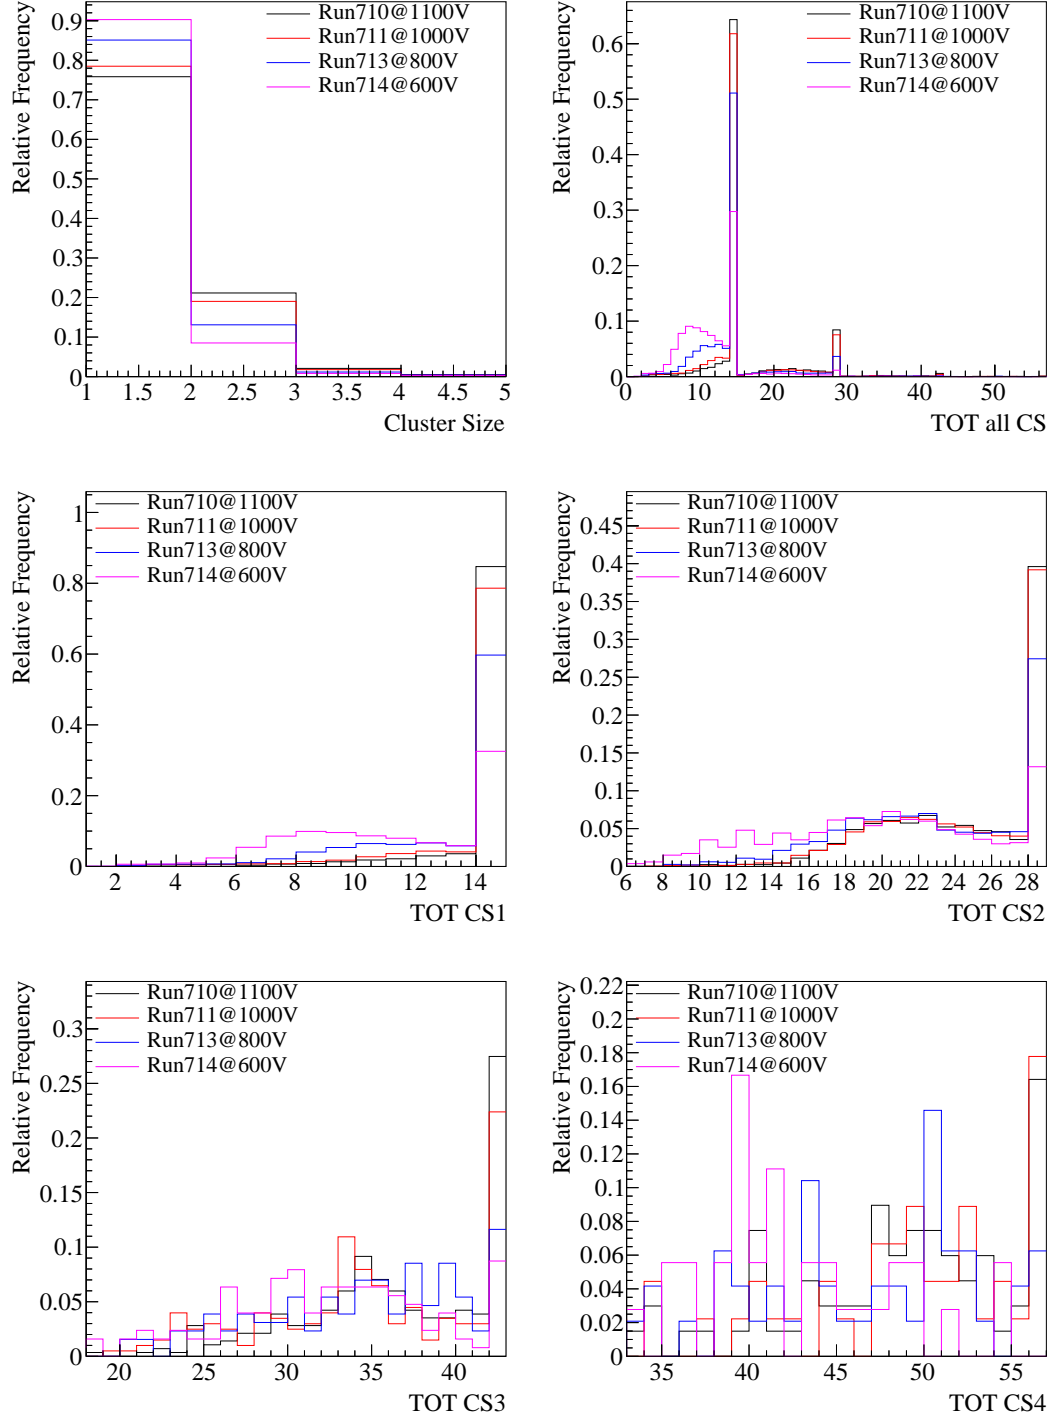 Relative Frequency
Run710@1100V
Run711@1000V
Run713@800V
Run714@600V
0.9
0.8
0.7
0.6
0.5
0.4
0.3
0.2
0.1
0
1 1.5 2 2.5 3 3.5 4 4.5 5
Cluster Size
Relative Frequency
Run710@1100V
Run711@1000V
Run713@800V
Run714@600V
0.6
0.5
0.4
0.3
0.2
0.1
0
0 10 20 30 40 50
TOT all CS
Relative Frequency
Run710@1100V
Run711@1000V
Run713@800V
Run714@600V
1
0.8
0.6
0.4
0.2
0
2 4 6 8 10 12 14
TOT CS1
Relative Frequency
Run710@1100V
Run711@1000V
Run713@800V
Run714@600V
0.45
0.4
0.35
0.3
0.25
0.2
0.15
0.1
0.05
0
6 8 10 12 14 16 18 20 22 24 26 28
TOT CS2
Relative Frequency
Run710@1100V
Run711@1000V
Run713@800V
Run714@600V
0.3
0.25
0.2
0.15
0.1
0.05
0
20 25 30 35 40
TOT CS3
Relative Frequency
Run710@1100V
Run711@1000V
Run713@800V
Run714@600V
0.22
0.2
0.18
0.16
0.14
0.12
0.1
0.08
0.06
0.04
0.02
0
35 40 45 50 55
TOT CS4